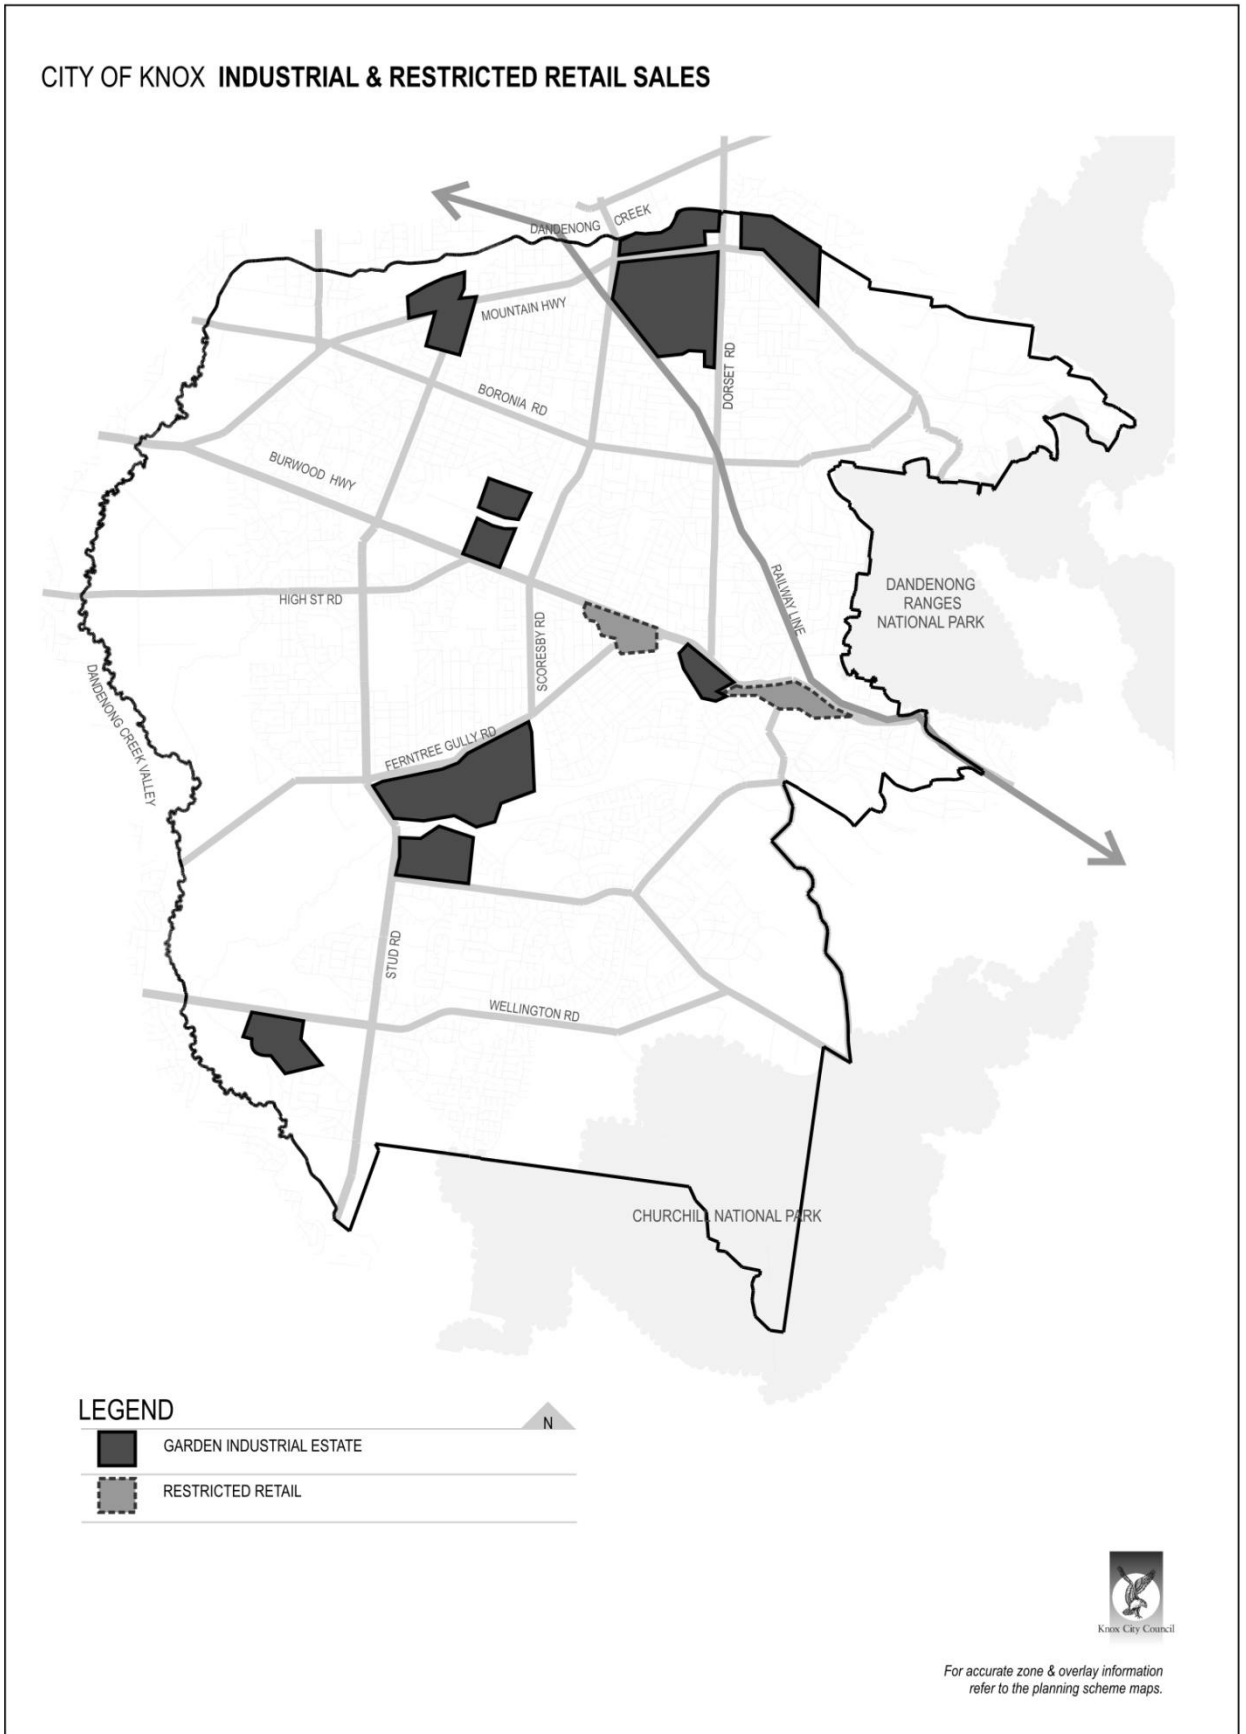 CITY OF KNOX INDUSTRIAL & RESTRICTED RETAIL SALES
DANDENONG CREEK
MOUNTAIN HWY
DORSET RD
BORONIA RD
BURWOOD HWY
RAILWAY LINE
DANDENONG
RANGES
NATIONAL PARK
HIGH ST RD
SCORESBY RD
DANDENONG CREEK VALLEY
FERNTREE GULLY RD
STUD RD
WELLINGTON RD
CHURCHILL NATIONAL PARK
LEGEND
N
GARDEN INDUSTRIAL ESTATE
RESTRICTED RETAIL
Knox City Council
For accurate zone & overlay information
refer to the planning scheme maps.